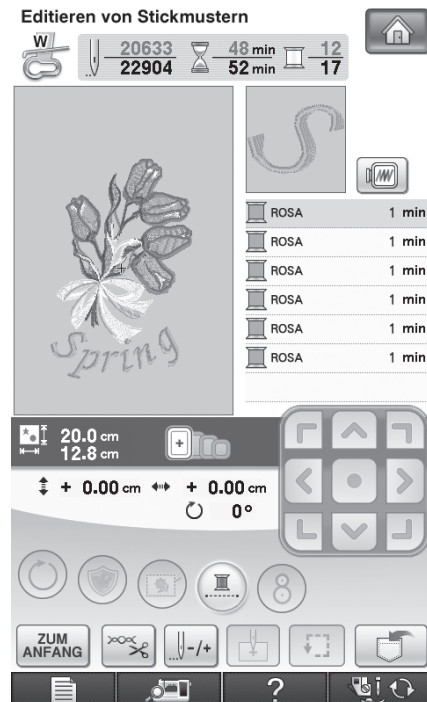 Editieren von Stickmustern
W
20633 48 min 12
22904 52 min 17
ROSA 1 min
ROSA 1 min
ROSA 1 min
ROSA 1 min
ROSA 1 min
ROSA 1 min
Spring
20.0 cm
12.8 cm
+ 0.00 cm + 0.00 cm
0°
ZUM
ANFANG
-/+
?